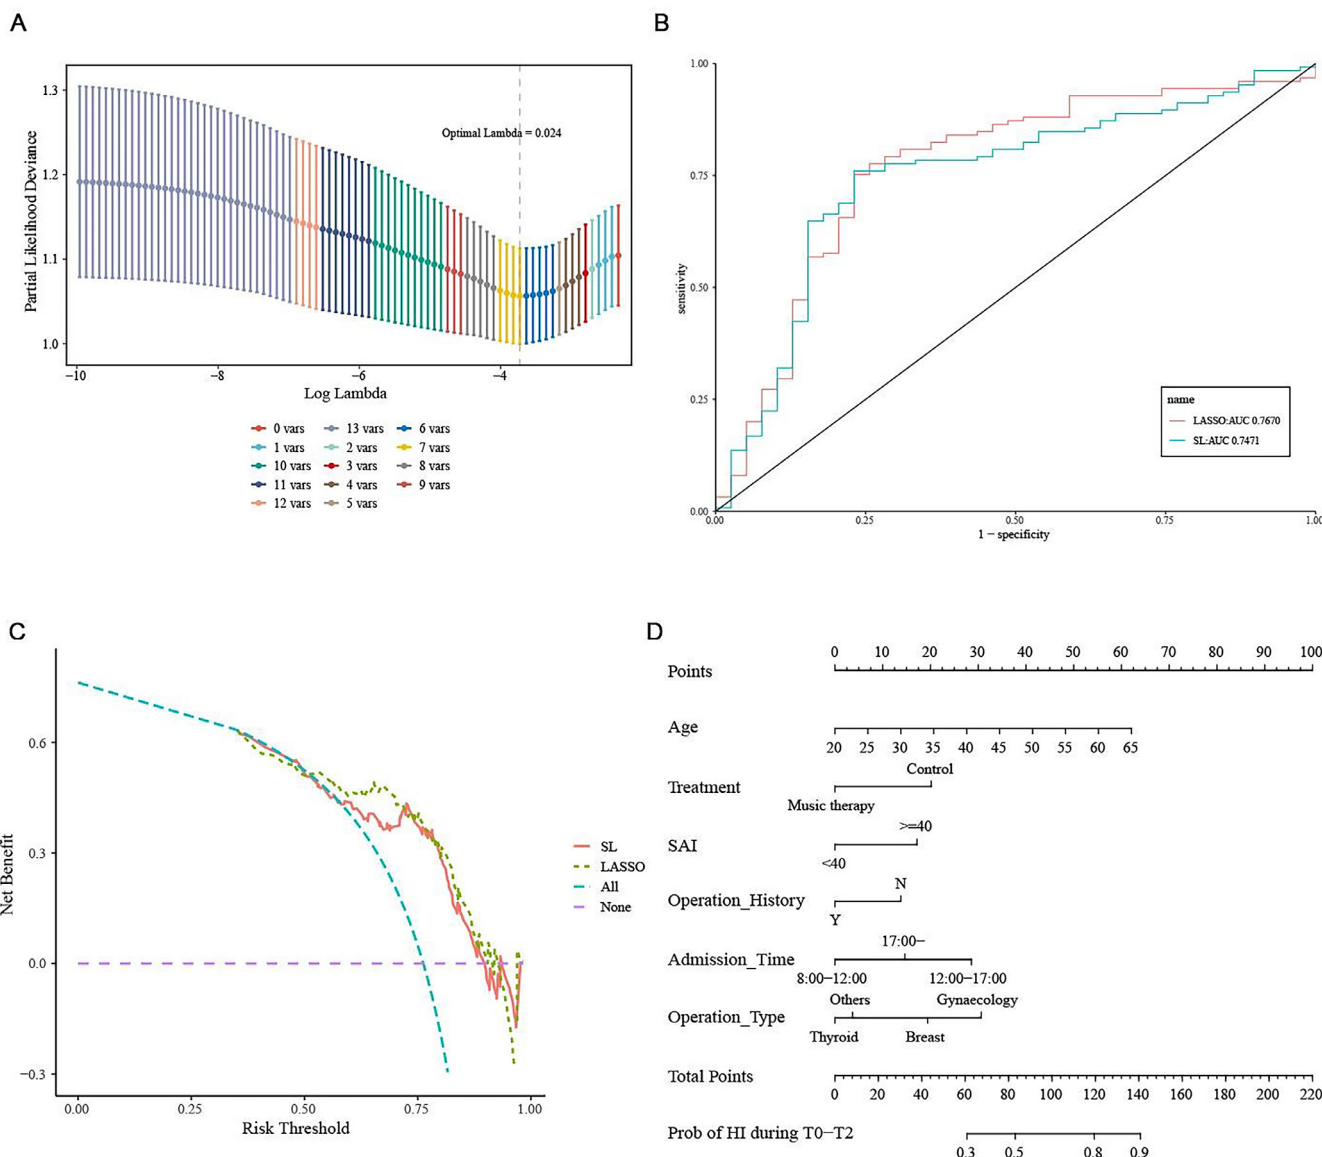 A
Partial Likelihood Deviance
1.3
1.2
1.1
1.0
Optimal Lambda = 0.024
−10
−8
−6
−4
Log Lambda
0 vars
13 vars
6 vars
1 vars
2 vars
7 vars
10 vars
3 vars
8 vars
11 vars
4 vars
9 vars
12 vars
5 vars
B
sensitivity
1.00
0.75
0.50
0.25
0.00
0.00
0.25
0.50
0.75
1.00
1 − specificity
name
LASSO:AUC 0.7670
SL:AUC 0.7471
C
Net Benefit
0.6
0.3
0.0
−0.3
0.00
0.25
0.50
0.75
1.00
Risk Threshold
SL
LASSO
All
None
D
0 10 20 30 40 50 60 70 80 90 100
Points
Age
20 25 30 35 40 45 50 55 60 65
Control
Treatment
Music therapy
>=40
SAI
<40
N
Operation_History
Y
17:00−
Admission_Time
8:00−12:00 12:00−17:00
Others Gynaecology
Operation_Type
Thyroid Breast
Total Points
0 20 40 60 80 100 120 140 160 180 200 220
Prob of HI during T0−T2
0.3 0.5 0.8 0.9